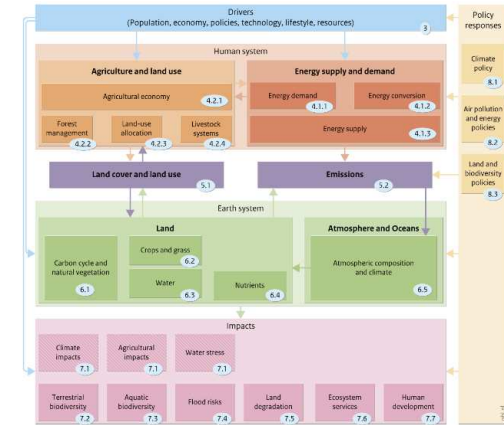 Drivers
(Population, economy, policies, technology, lifestyle, resources)
3
Policy
responses
Human system
Agriculture and land use
Energy supply and demand
Climate
policy
8.1
Agricultural economy
4.2.1
Energy demand
4.1.1
Energy conversion
4.1.2
Air pollution
and energy
policies
8.2
Forest
management
4.2.2
Land-use
allocation
4.2.3
Livestock
systems
4.2.4
Energy supply
4.1.3
Land cover and land use
5.1
Emissions
5.2
Land and
biodiversity
policies
8.3
Earth system
Land
Atmosphere and Oceans
Carbon cycle and
natural vegetation
6.1
Crops and grass
6.2
Water
6.3
Nutrients
6.4
Atmospheric composition
and climate
6.5
Impacts
Climate
impacts
7.1
Agricultural
impacts
7.1
Water stress
7.1
Terrestrial
biodiversity
7.2
Aquatic
biodiversity
7.3
Flood risks
7.4
Land
degradation
7.5
Ecosystem
services
7.6
Human
development
7.7